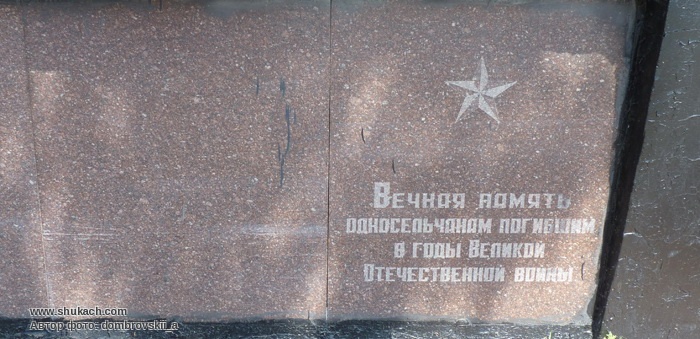 Вечная память
односельчанам погибшим
в годы Великой
Отечественной войны
www.shukach.com
Автор фото: dombrovskii_a